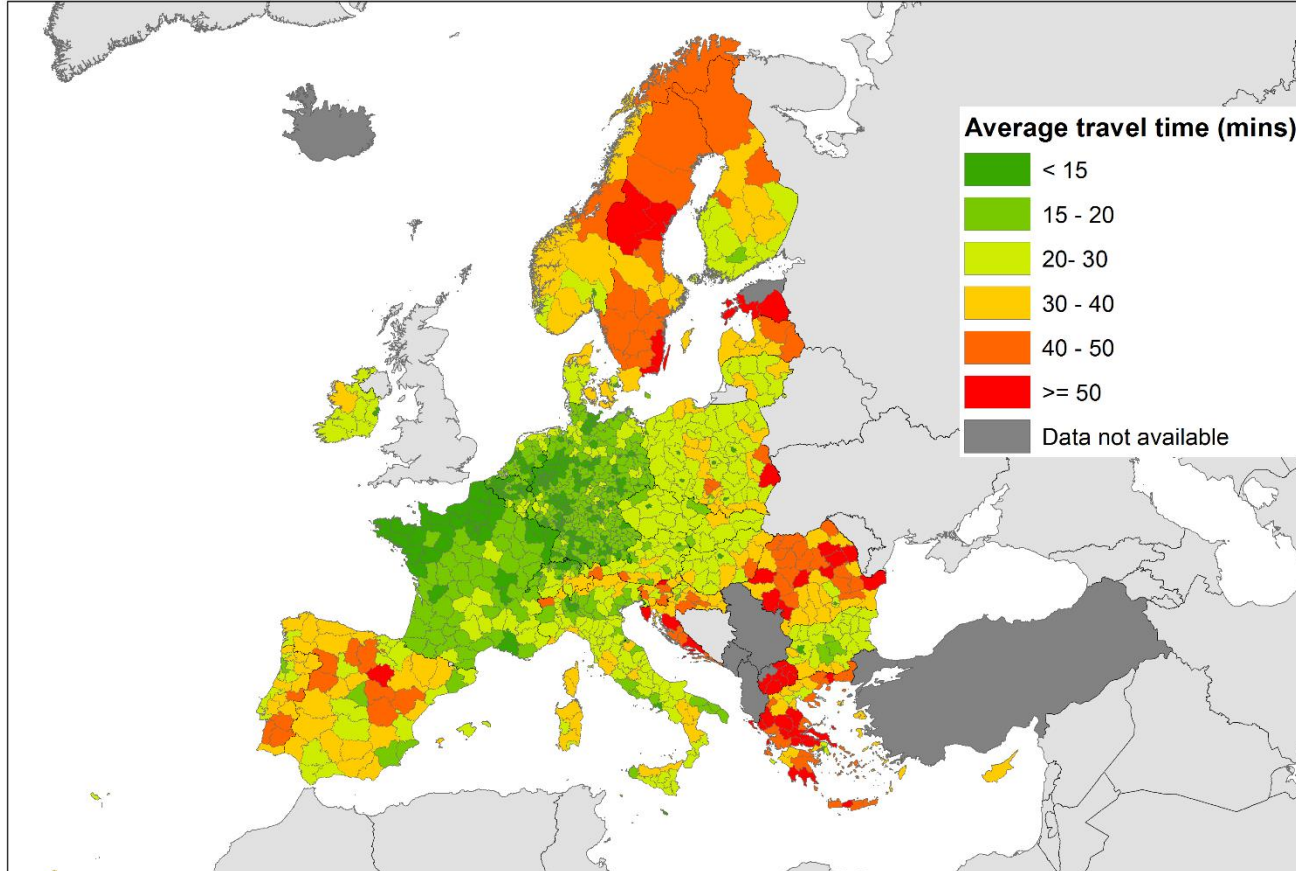 Average travel time (mins)
< 15
15 - 20
20- 30
30 - 40
40 - 50
>= 50
Data not available